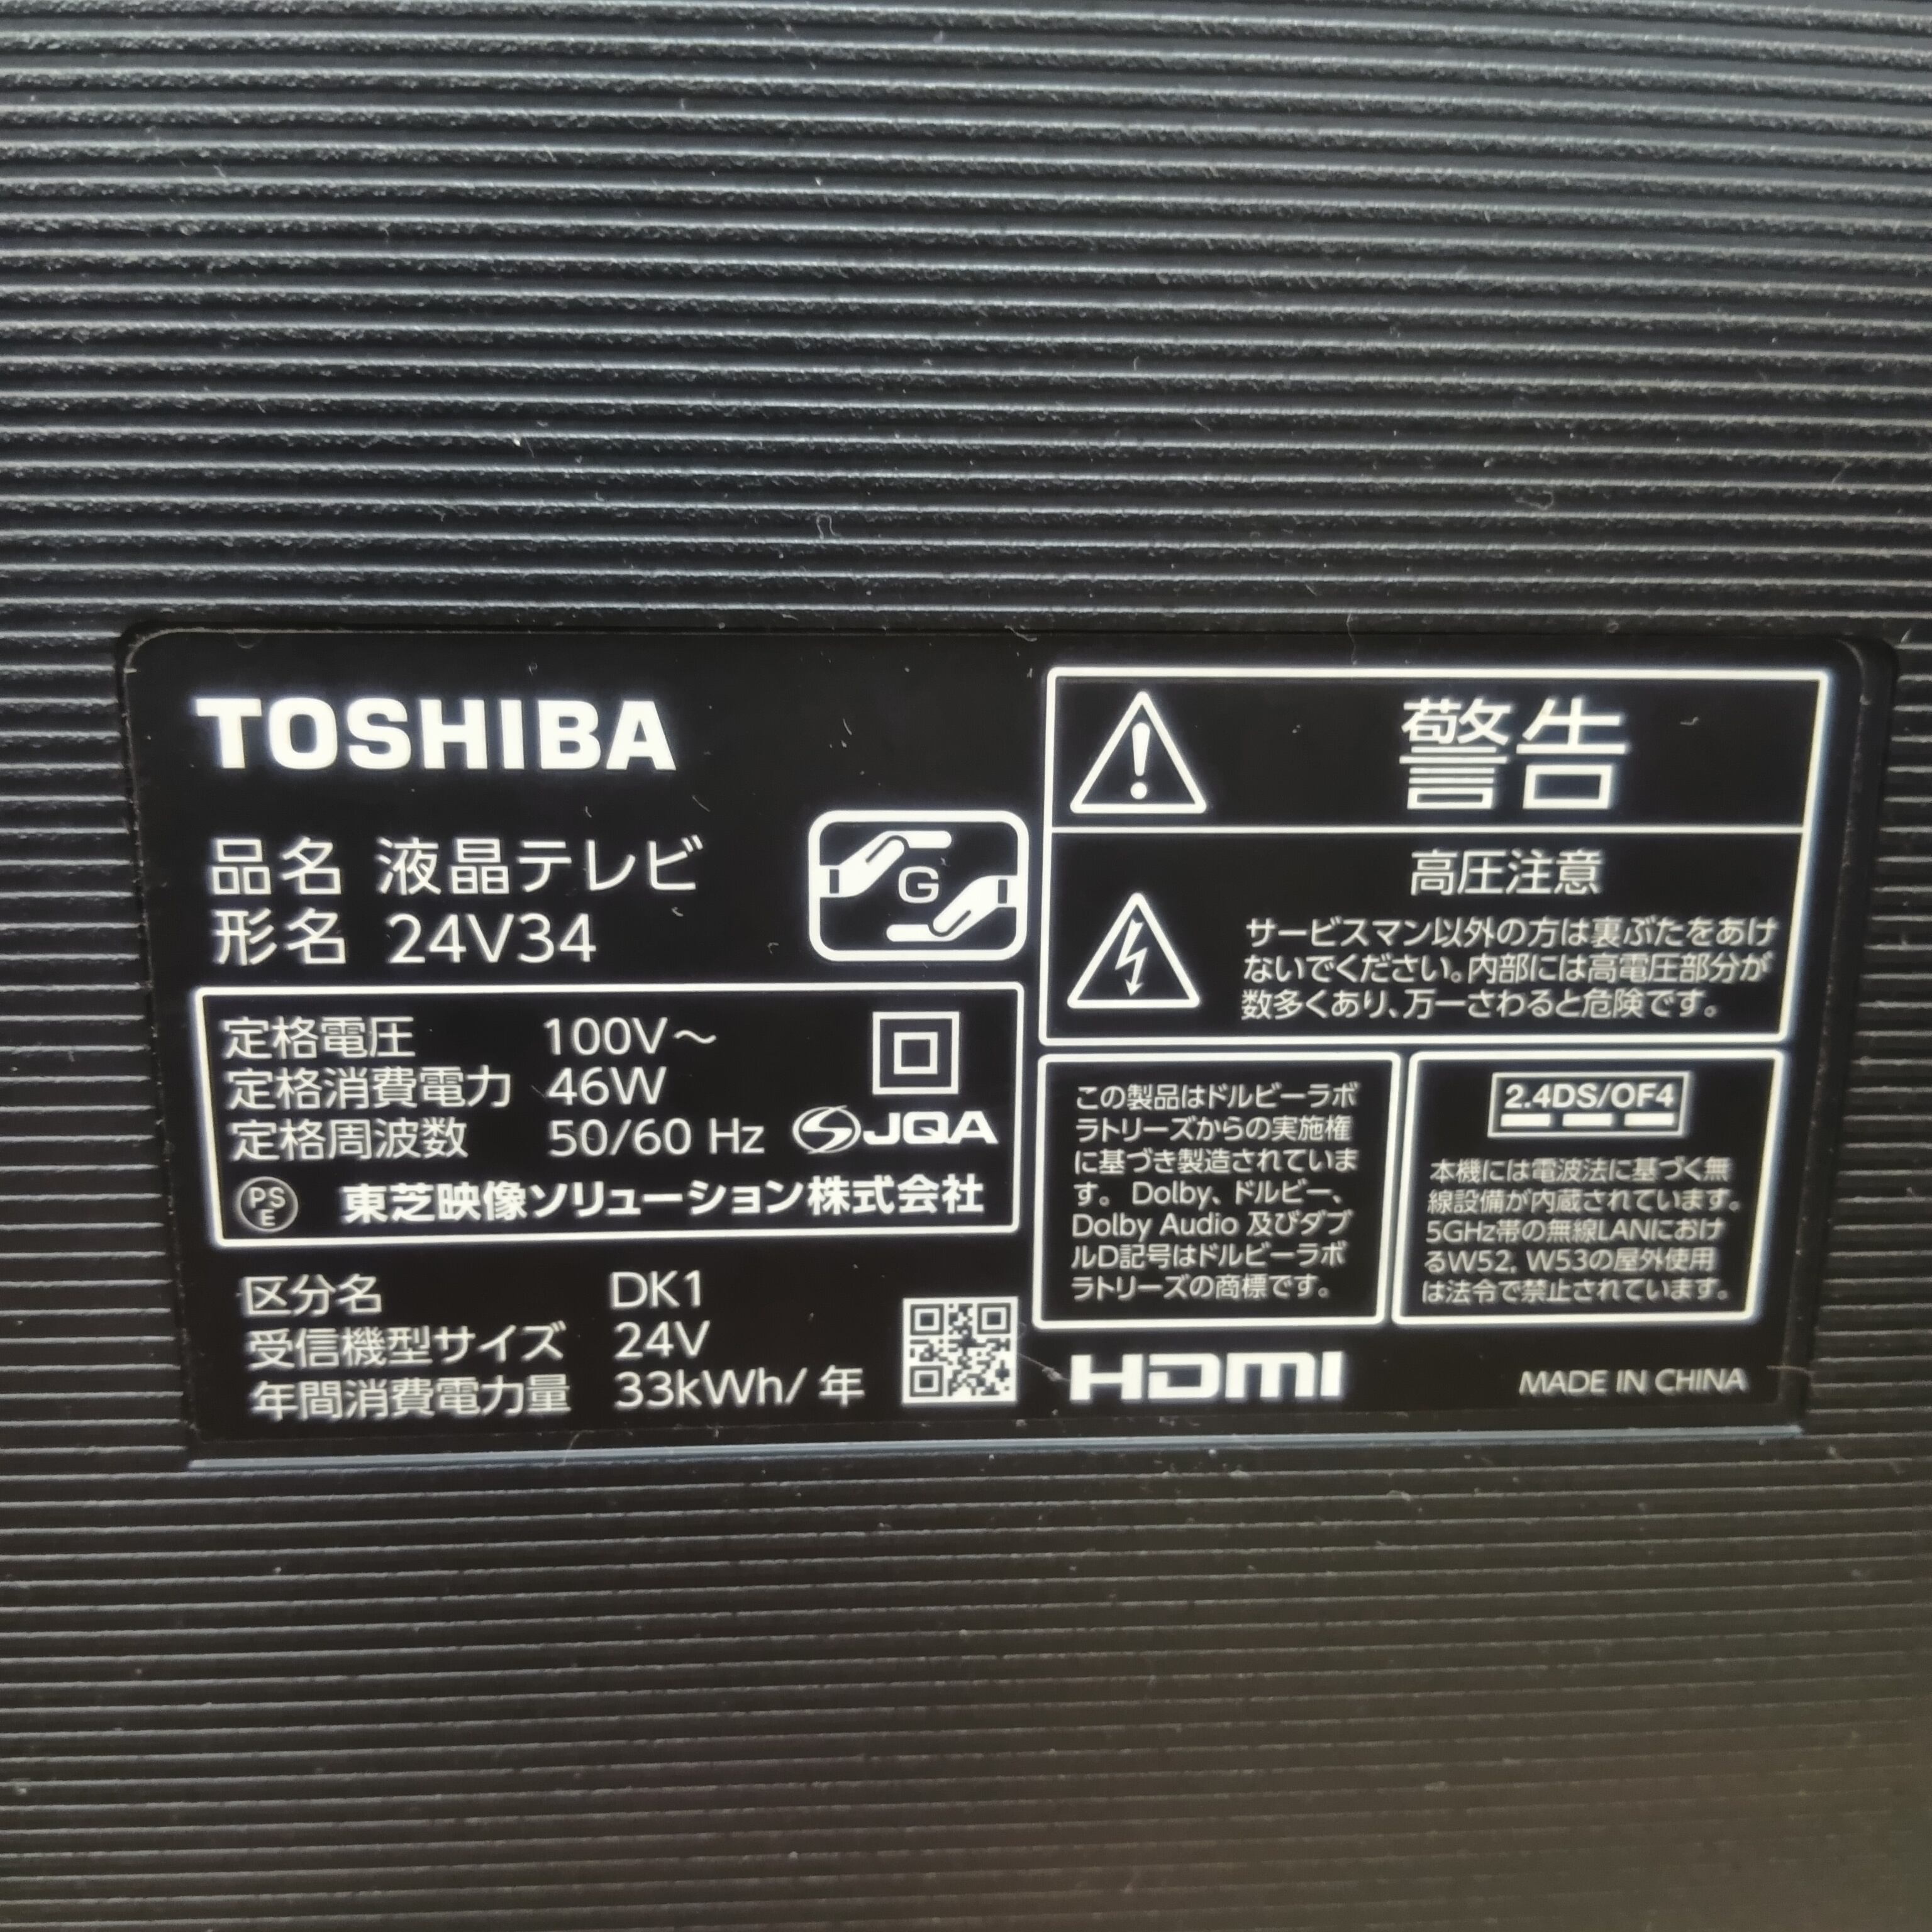 TOSHIBA
品名 液晶テレビ
形名 24V34
G
定格電圧 100V～
定格消費電力 46W
定格周波数 50/60 Hz
JQA
PS
E
東芝映像ソリューション株式会社
区分名 DK1
受信機型サイズ 24V
年間消費電力量 33kWh/年
警告
高圧注意
サービスマン以外の方は裏ぶたをあけ
ないでください。内部には高電圧部分が
数多くあり、万一さわると危険です。
この製品はドルビーラボ
ラトリーズからの実施権
に基づき製造されていま
す。Dolby、ドルビー、
Dolby Audio 及びダブ
ルD記号はドルビーラボ
ラトリーズの商標です。
2.4DS/OF4
本機には電波法に基づく無
線設備が内蔵されています。
5GHz帯の無線LANにおけ
るW52, W53の屋外使用
は法令で禁止されています。
HDMI
MADE IN CHINA